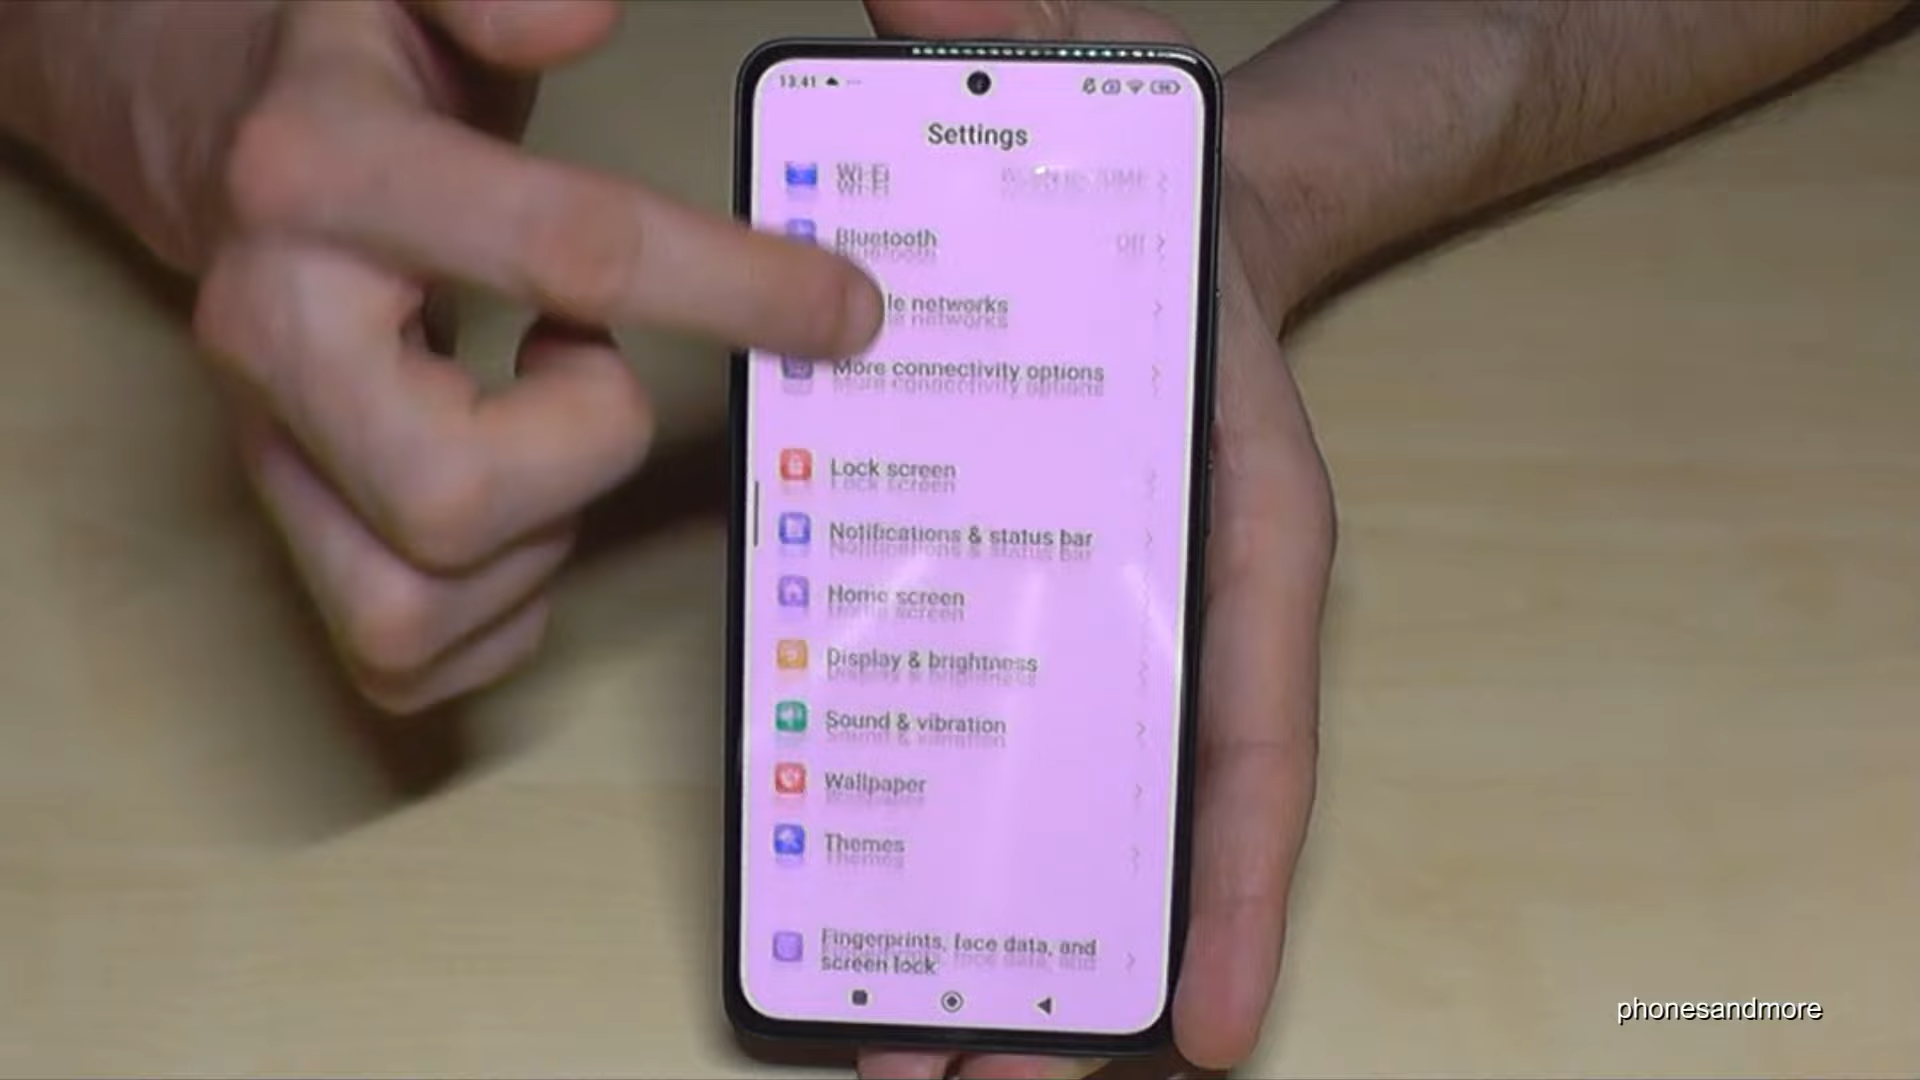 13.41
Settings
Wi-Fi
Bluetooth Off
le networks
More connectivity options
Lock screen
Notifications & status bar
Home screen
Display & brightness
Sound & vibration
Wallpaper
Themes
Fingerprints, face data, and
screen lock
phonesandmore